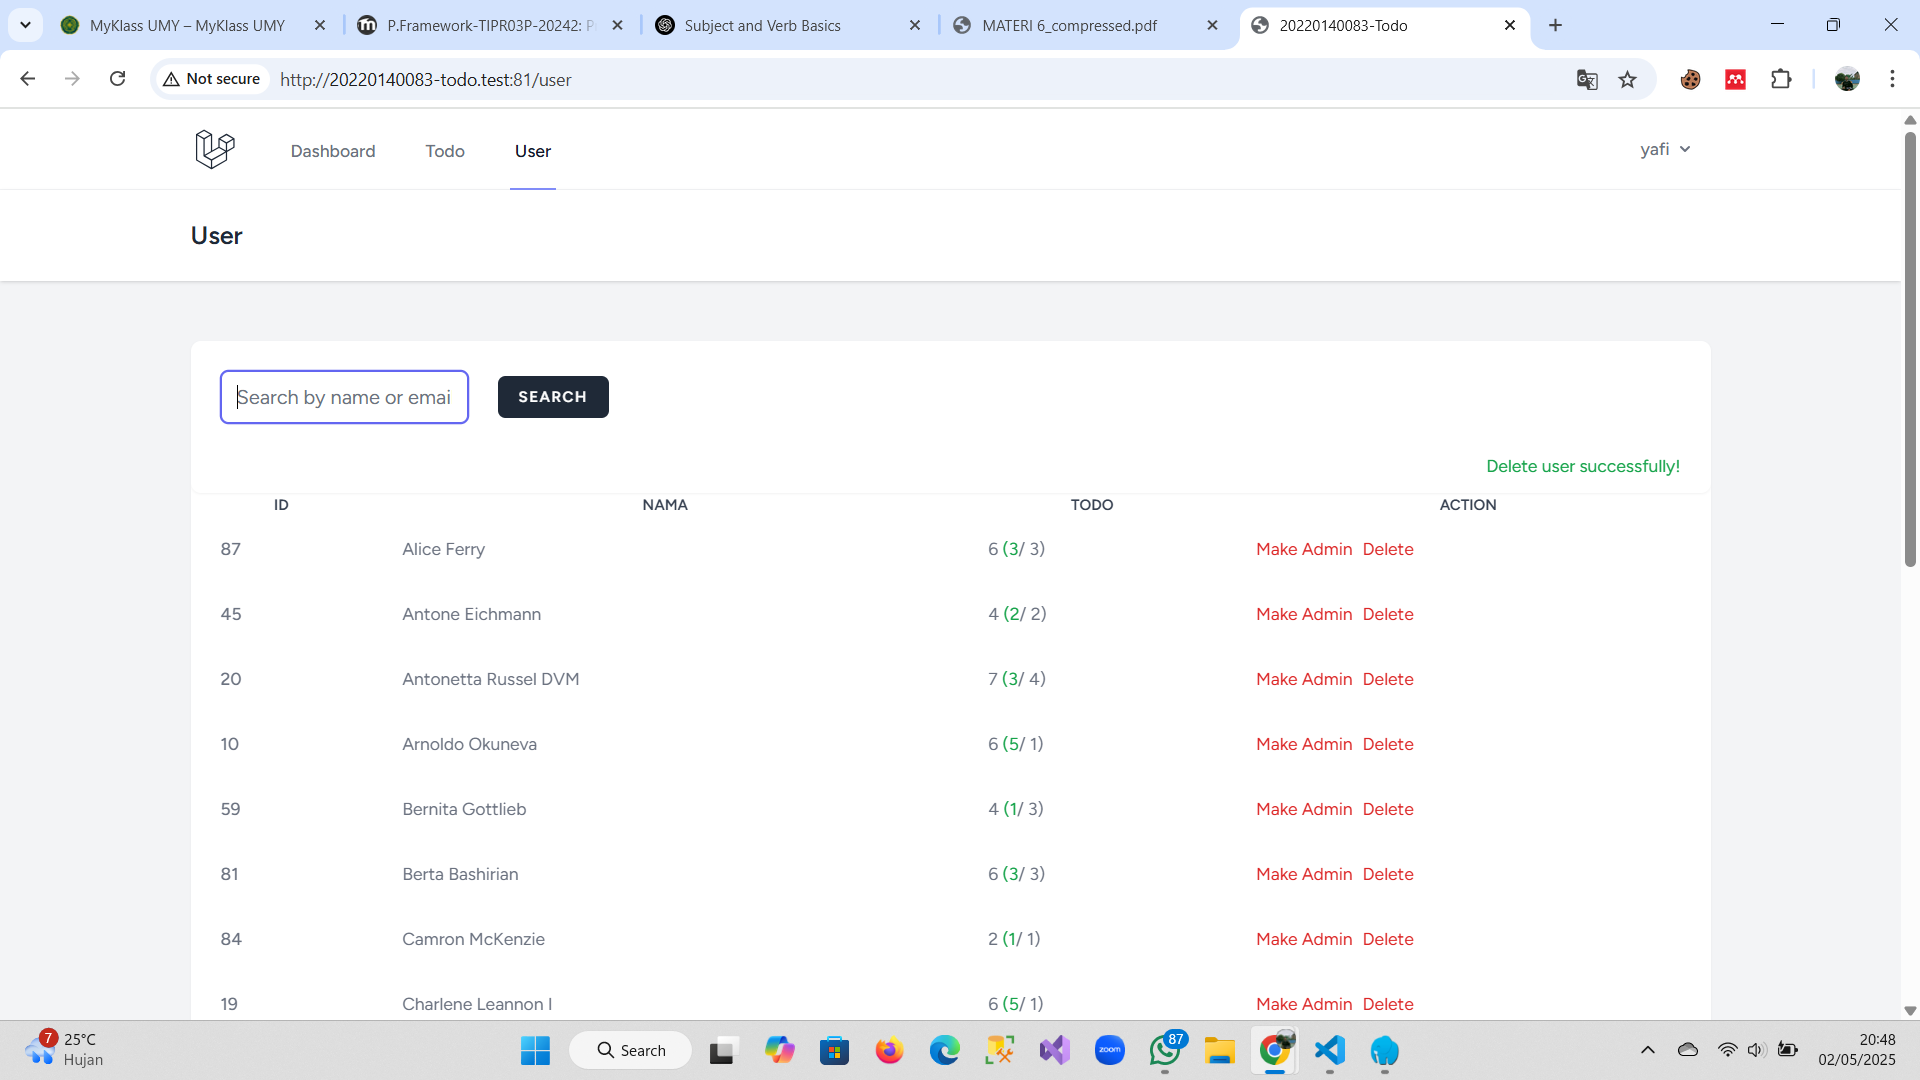 MyKlass UMY – MyKlass UMY
P.Framework-TIPR03P-20242: P
Subject and Verb Basics
MATERI 6_compressed.pdf
20220140083-Todo
Not secure
http://20220140083-todo.test:81/user
Dashboard
Todo
User
yafi
User
Search by name or emai
SEARCH
Delete user successfully!
ID NAMA TODO ACTION
87 Alice Ferry 6 (3/ 3) Make Admin Delete
45 Antone Eichmann 4 (2/ 2) Make Admin Delete
20 Antonetta Russel DVM 7 (3/ 4) Make Admin Delete
10 Arnoldo Okuneva 6 (5/ 1) Make Admin Delete
59 Bernita Gottlieb 4 (1/ 3) Make Admin Delete
81 Berta Bashirian 6 (3/ 3) Make Admin Delete
84 Camron McKenzie 2 (1/ 1) Make Admin Delete
19 Charlene Leannon I 6 (5/ 1) Make Admin Delete
7
25°C
Hujan
Search
zoom
87
20:48
02/05/2025